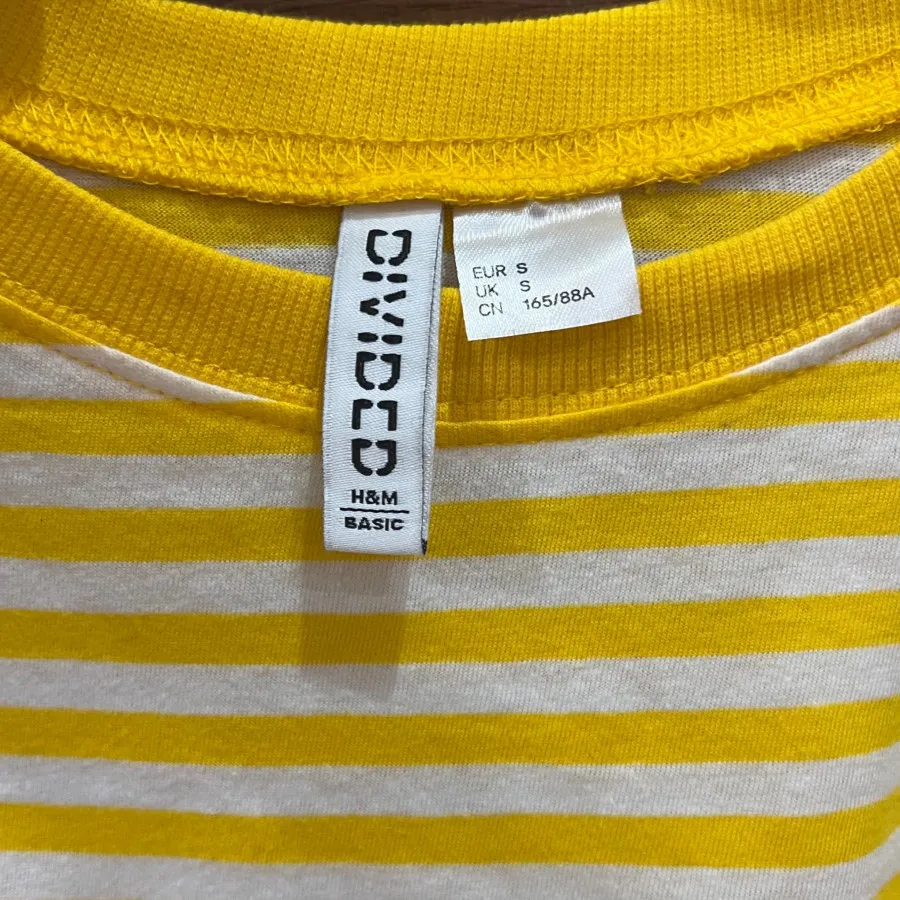 DIVIDED
H&M
BASIC
EUR S
UK S
CN 165/88A